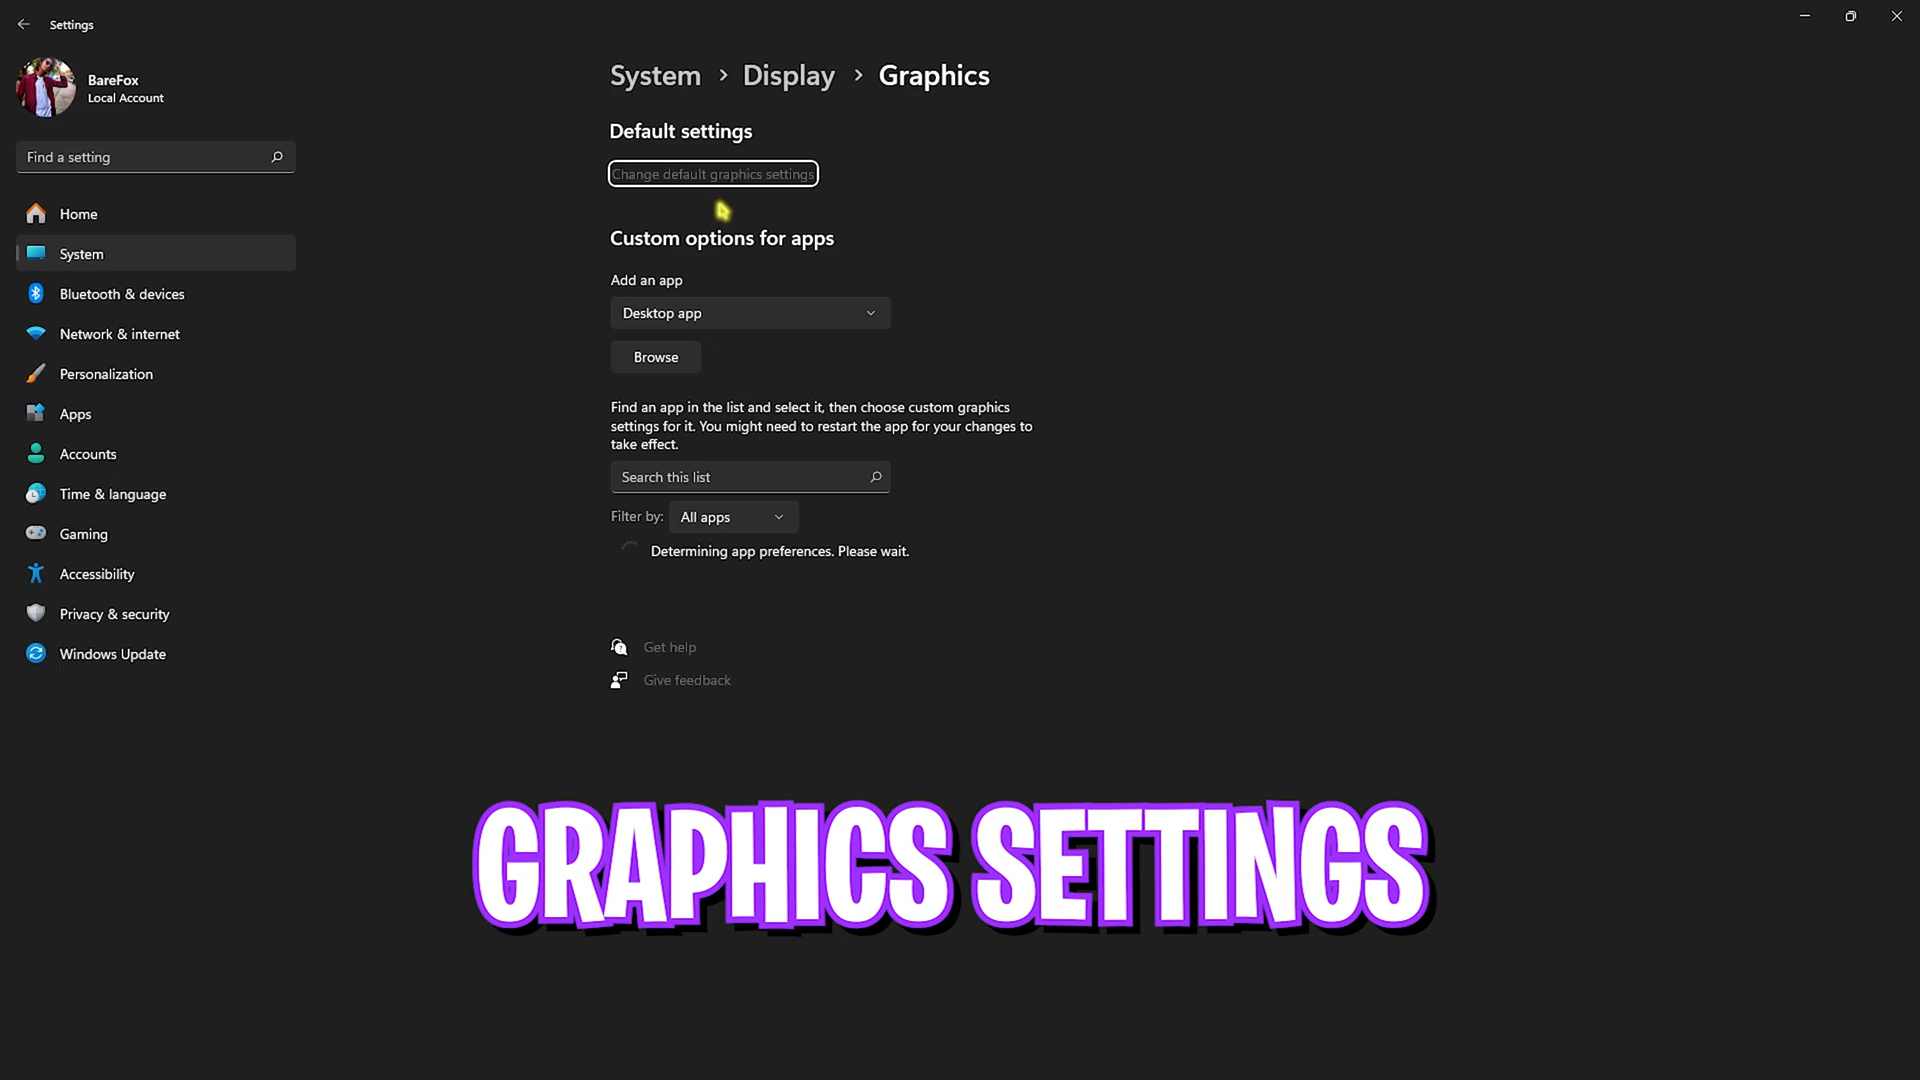 Settings
BareFox
Local Account
Find a setting
Home
System
Bluetooth & devices
Network & internet
Personalization
Apps
Accounts
Time & language
Gaming
Accessibility
Privacy & security
Windows Update
System > Display > Graphics
Default settings
Change default graphics settings
Custom options for apps
Add an app
Desktop app
Browse
Find an app in the list and select it, then choose custom graphics
settings for it. You might need to restart the app for your changes to
take effect.
Search this list
Filter by: All apps
Determining app preferences. Please wait.
Get help
Give feedback
GRAPHICS SETTINGS